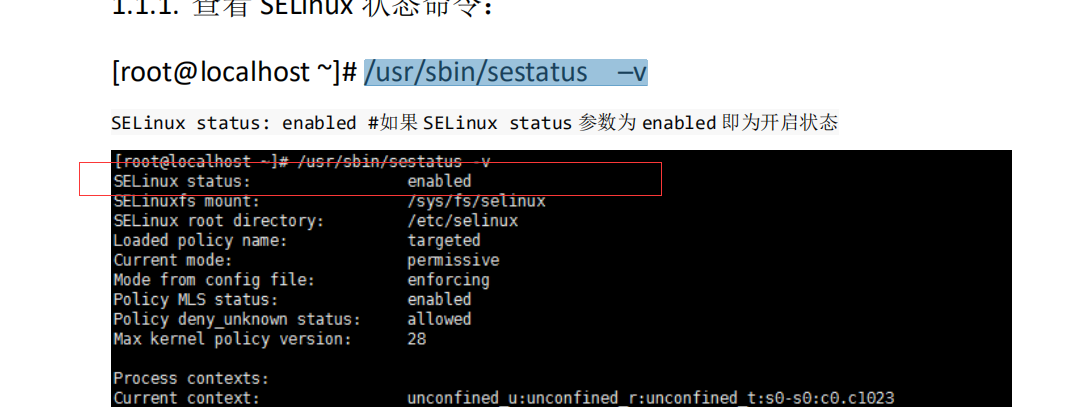 1.1.1. 查看 SELinux 状态命令：
[root@localhost ~]# /usr/sbin/sestatus –v
SELinux status: enabled #如果 SELinux status 参数为 enabled 即为开启状态
[root@localhost ~]# /usr/sbin/sestatus -v
SELinux status: enabled
SELinuxfs mount: /sys/fs/selinux
SELinux root directory: /etc/selinux
Loaded policy name: targeted
Current mode: permissive
Mode from config file: enforcing
Policy MLS status: enabled
Policy deny_unknown status: allowed
Max kernel policy version: 28
Process contexts:
Current context: unconfined_u:unconfined_r:unconfined_t:s0-s0:c0.c1023